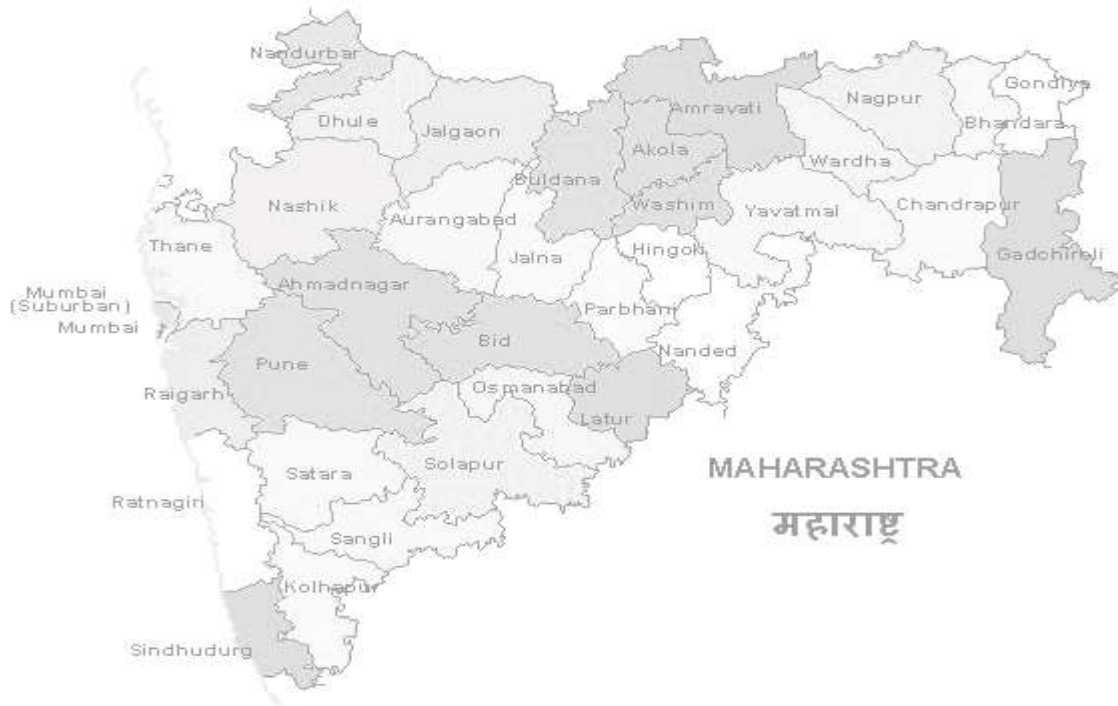 Nandurbar
Gondiya
Nagpur
Amravati
Dhule
Jalgaon
Bhandara
Akola
Wardha
Buldana
Washim
Nashik
Aurangabad
Yavatmal
Chandrapur
Thane
Jalna
Hingoli
Gadchiroli
Ahmadnagar
Mumbai
(Suburban)
Mumbai
Parbhani
Bid
Nanded
Pune
Raigarh
Osmanabad
Latur
Satara
Solapur
MAHARASHTRA
Ratnagiri
महाराष्ट्र
Sangli
Kolhapur
Sindhudurg